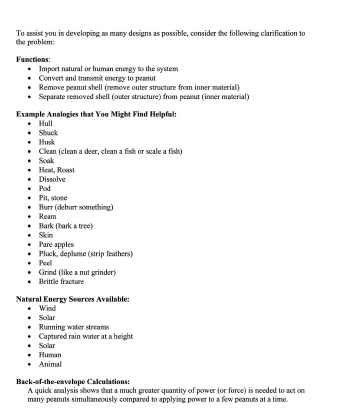 To assist you in developing as many designs as possible, consider the following clarification to
the problem:
Functions:
• Import natural or human energy to the system
• Convert and transmit energy to peanut
• Remove peanut shell (remove outer structure from inner material)
• Separate removed shell (outer structure) from peanut (inner material)
Example Analogies that You Might Find Helpful:
• Hull
• Shuck
• Husk
• Clean (clean a deer, clean a fish or scale a fish)
• Soak
• Heat, Roast
• Dissolve
• Pod
• Pit, stone
• Burr (deburr something)
• Ream
• Bark (bark a tree)
• Skin
• Pare apples
• Pluck, deplume (strip feathers)
• Peel
• Grind (like a nut grinder)
• Brittle fracture
Natural Energy Sources Available:
• Wind
• Solar
• Running water streams
• Captured rain water at a height
• Solar
• Human
• Animal
Back-of-the-envelope Calculations:
A quick analysis shows that a much greater quantity of power (or force) is needed to act on
many peanuts simultaneously compared to applying power to a few peanuts at a time.